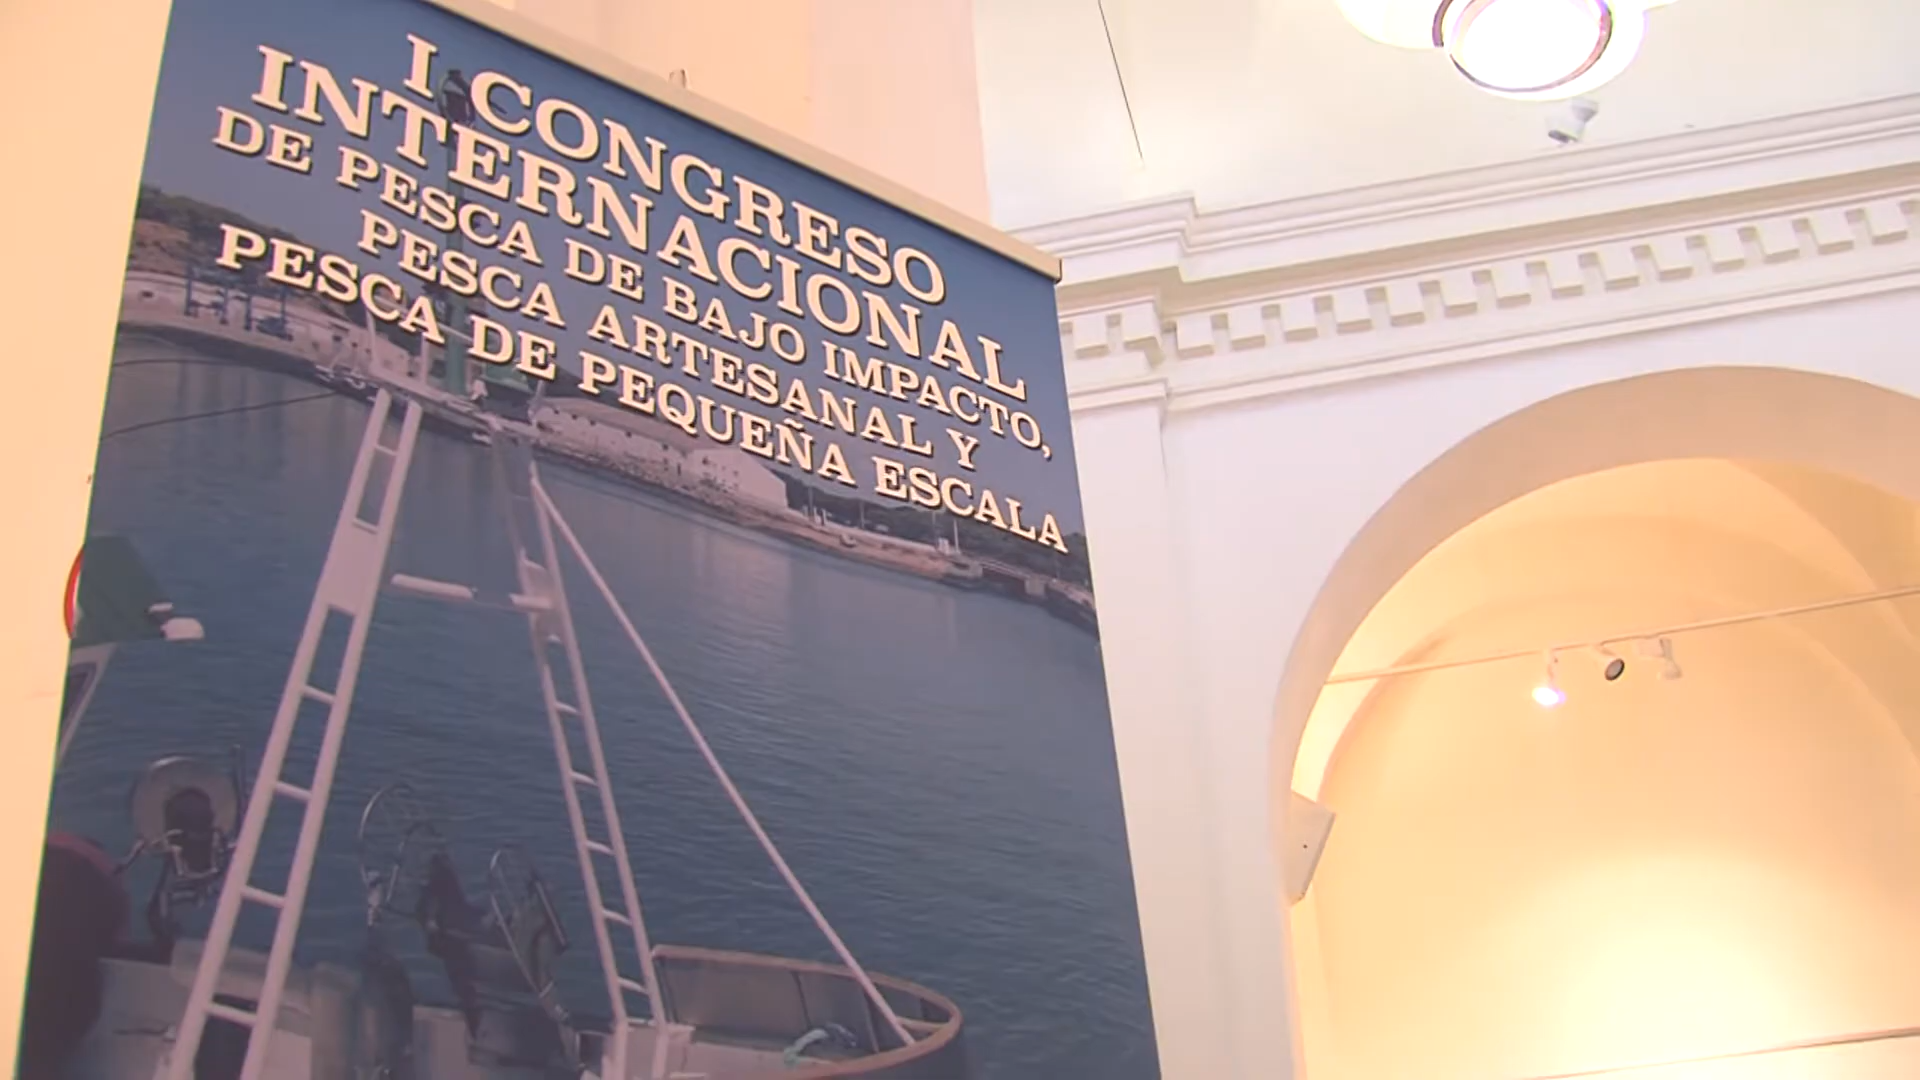 I CONGRESO
INTERNACIONAL
DE PESCA DE BAJO IMPACTO,
PESCA ARTESANAL Y
PESCA DE PEQUEÑA ESCALA